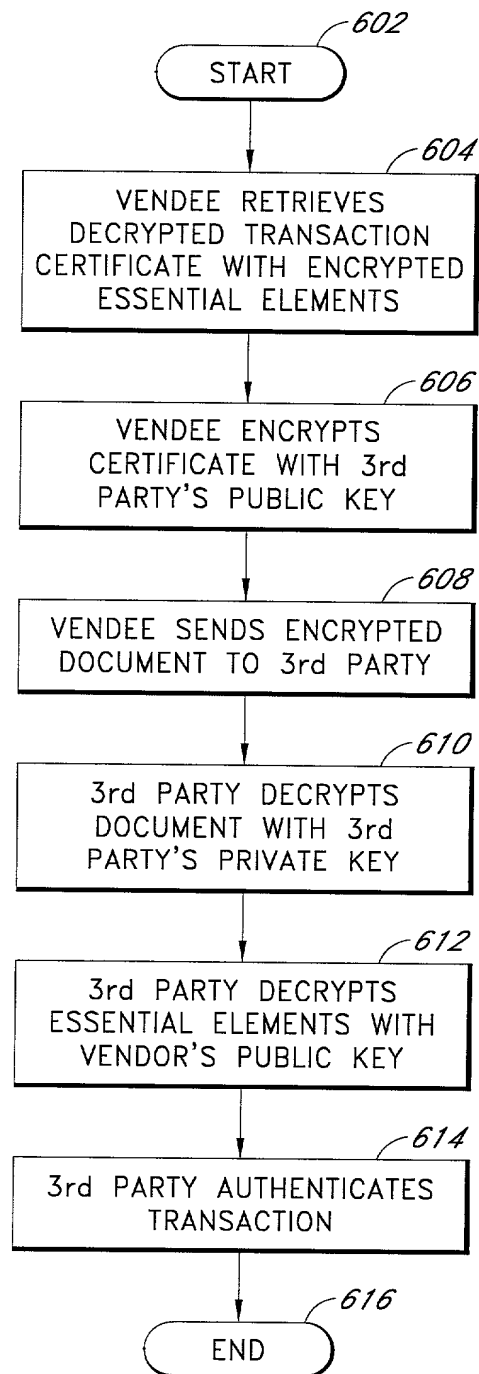 602
START
604
VENDEE RETRIEVES
DECRYPTED TRANSACTION
CERTIFICATE WITH ENCRYPTED
ESSENTIAL ELEMENTS
606
VENDEE ENCRYPTS
CERTIFICATE WITH 3rd
PARTY'S PUBLIC KEY
608
VENDEE SENDS ENCRYPTED
DOCUMENT TO 3rd PARTY
610
3rd PARTY DECRYPTS
DOCUMENT WITH 3rd
PARTY'S PRIVATE KEY
612
3rd PARTY DECRYPTS
ESSENTIAL ELEMENTS WITH
VENDOR'S PUBLIC KEY
614
3rd PARTY AUTHENTICATES
TRANSACTION
616
END